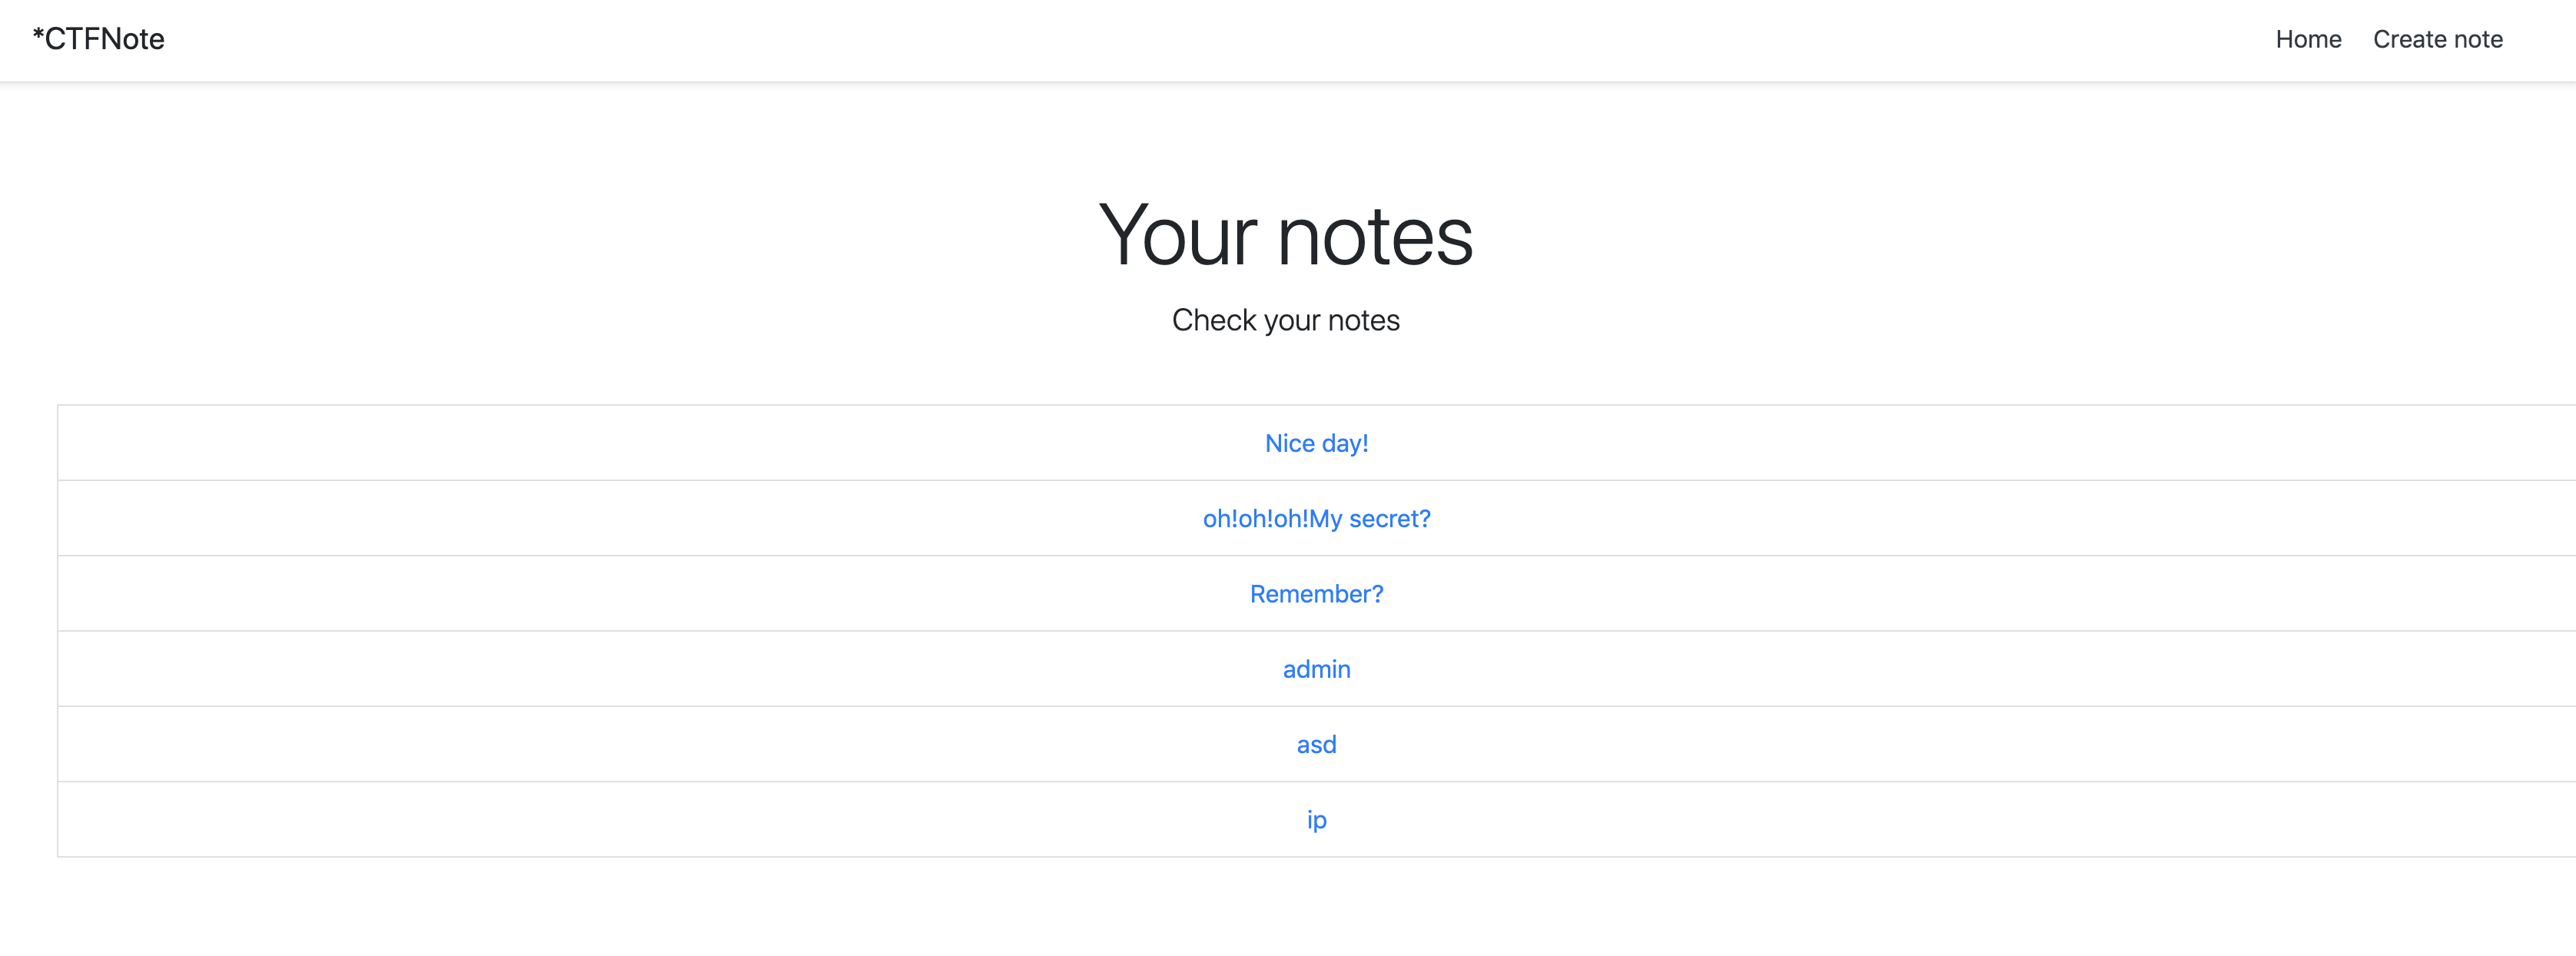 *CTFNote
Home Create note
Your notes
Check your notes
Nice day!
oh!oh!oh!My secret?
Remember?
admin
asd
ip